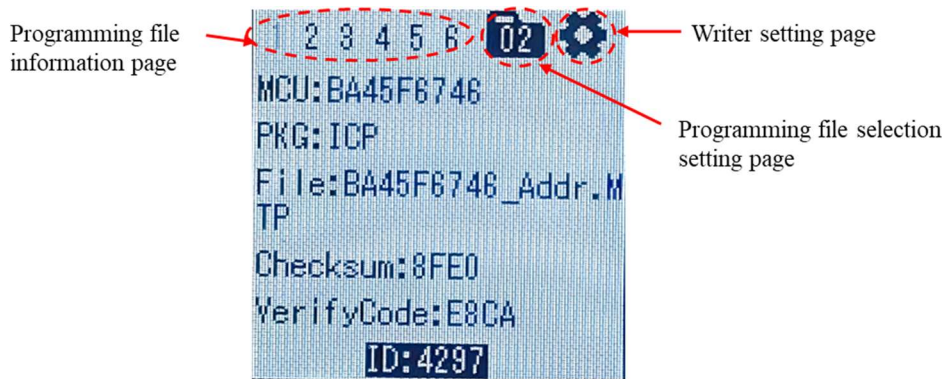 Programming file
information page
1 2 3 4 5 6 02
Writer setting page
Programming file selection
setting page
MCU:BA45F6746
PKG:ICP
File:BA45F6746_Addr.M
TP
Checksum:8FE0
VerifyCode:E8CA
ID:4297